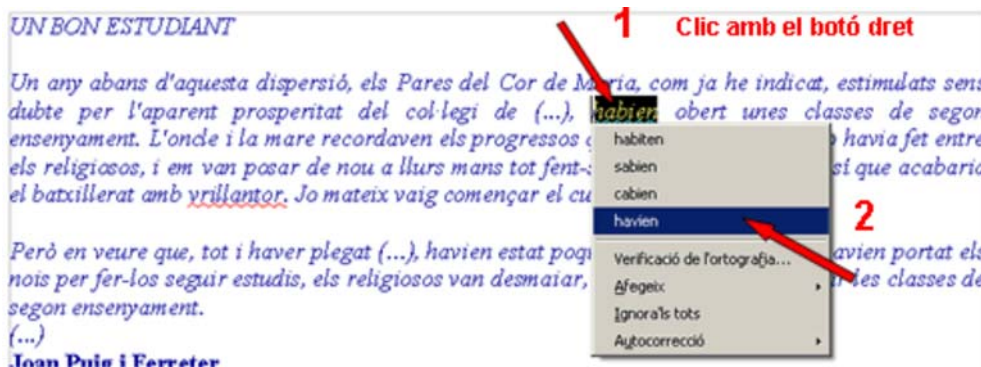 1 Clic amb el botó dret
UN BON ESTUDIANT
Un any abans d'aquesta dispersió, els Pares del Cor de Maria, com ja he indicat, estimulats sens
dubte per l'aparent prosperitat del col·legi de (...), habien obert unes classes de segon
ensenyament. L'oncle i la mare recordaven els progressos havia fet entre
els religiosos, i em van posar de nou a llurs mans tot fent- sí que acabaria
el batxillerat amb vrillantor. Jo mateix vaig començar el
Però en veure que, tot i haver plegat (...), havien estat avien portat els
nois per fer-los seguir estudis, els religiosos van desmaiar, les classes de
segon ensenyament.
(...)
Joan Puig i Ferreter
habiten
sabien
cabien
havien
2
Verificació de l'ortografia...
Afegeix
Ignora'ls tots
Autocorrecció